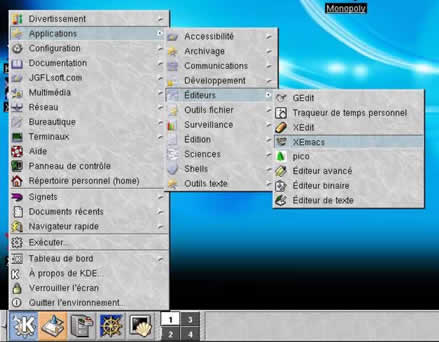 Monopoly
Divertissement
Applications
Configuration
Documentation
JGFLsoft.com
Multimédia
Réseau
Bureautique
Terminaux
Aide
Panneau de contrôle
Répertoire personnel (home)
Signets
Documents récents
Navigateur rapide
Exécuter...
Tableau de bord
À propos de KDE...
Verrouiller l'écran
Quitter l'environnement...
Accessibilité
Archivage
Communications
Développement
Éditeurs
Outils fichier
Surveillance
Édition
Sciences
Shells
Outils texte
GEdit
Traqueur de temps personnel
XEdit
XEmacs
pico
Éditeur avancé
Éditeur binaire
Éditeur de texte
1 3
2 4